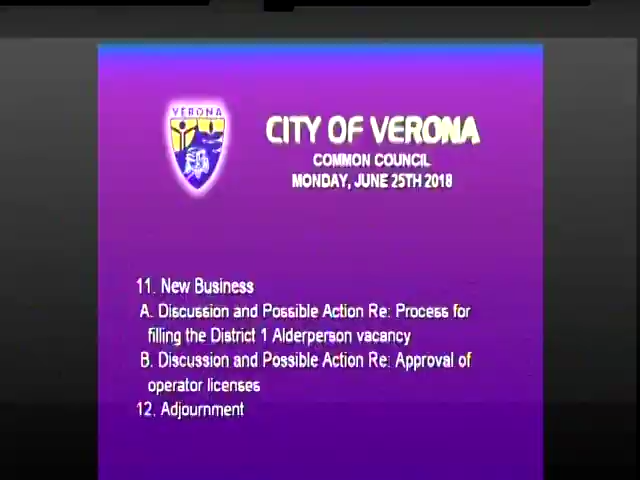 VERONA
CITY OF VERONA
COMMON COUNCIL
MONDAY, JUNE 25TH 2018
11. New Business
A. Discussion and Possible Action Re: Process for
filling the District 1 Alderperson vacancy
B. Discussion and Possible Action Re: Approval of
operator licenses
12. Adjournment